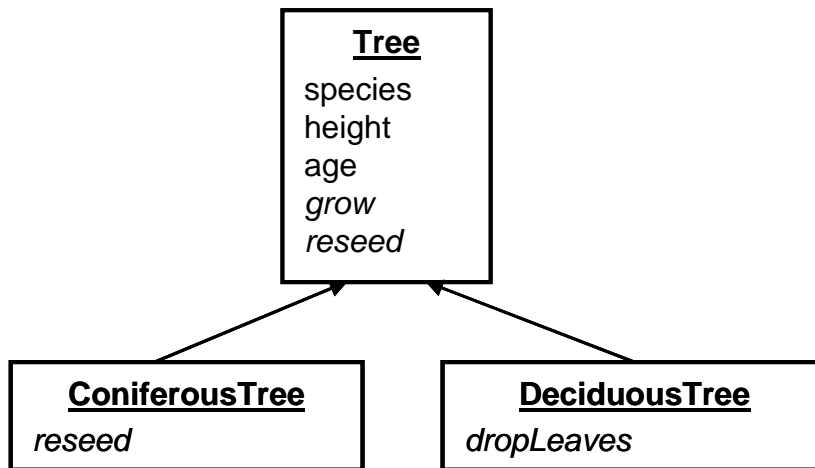 Tree
species
height
age
grow
reseed
ConiferousTree
reseed
DeciduousTree
dropLeaves